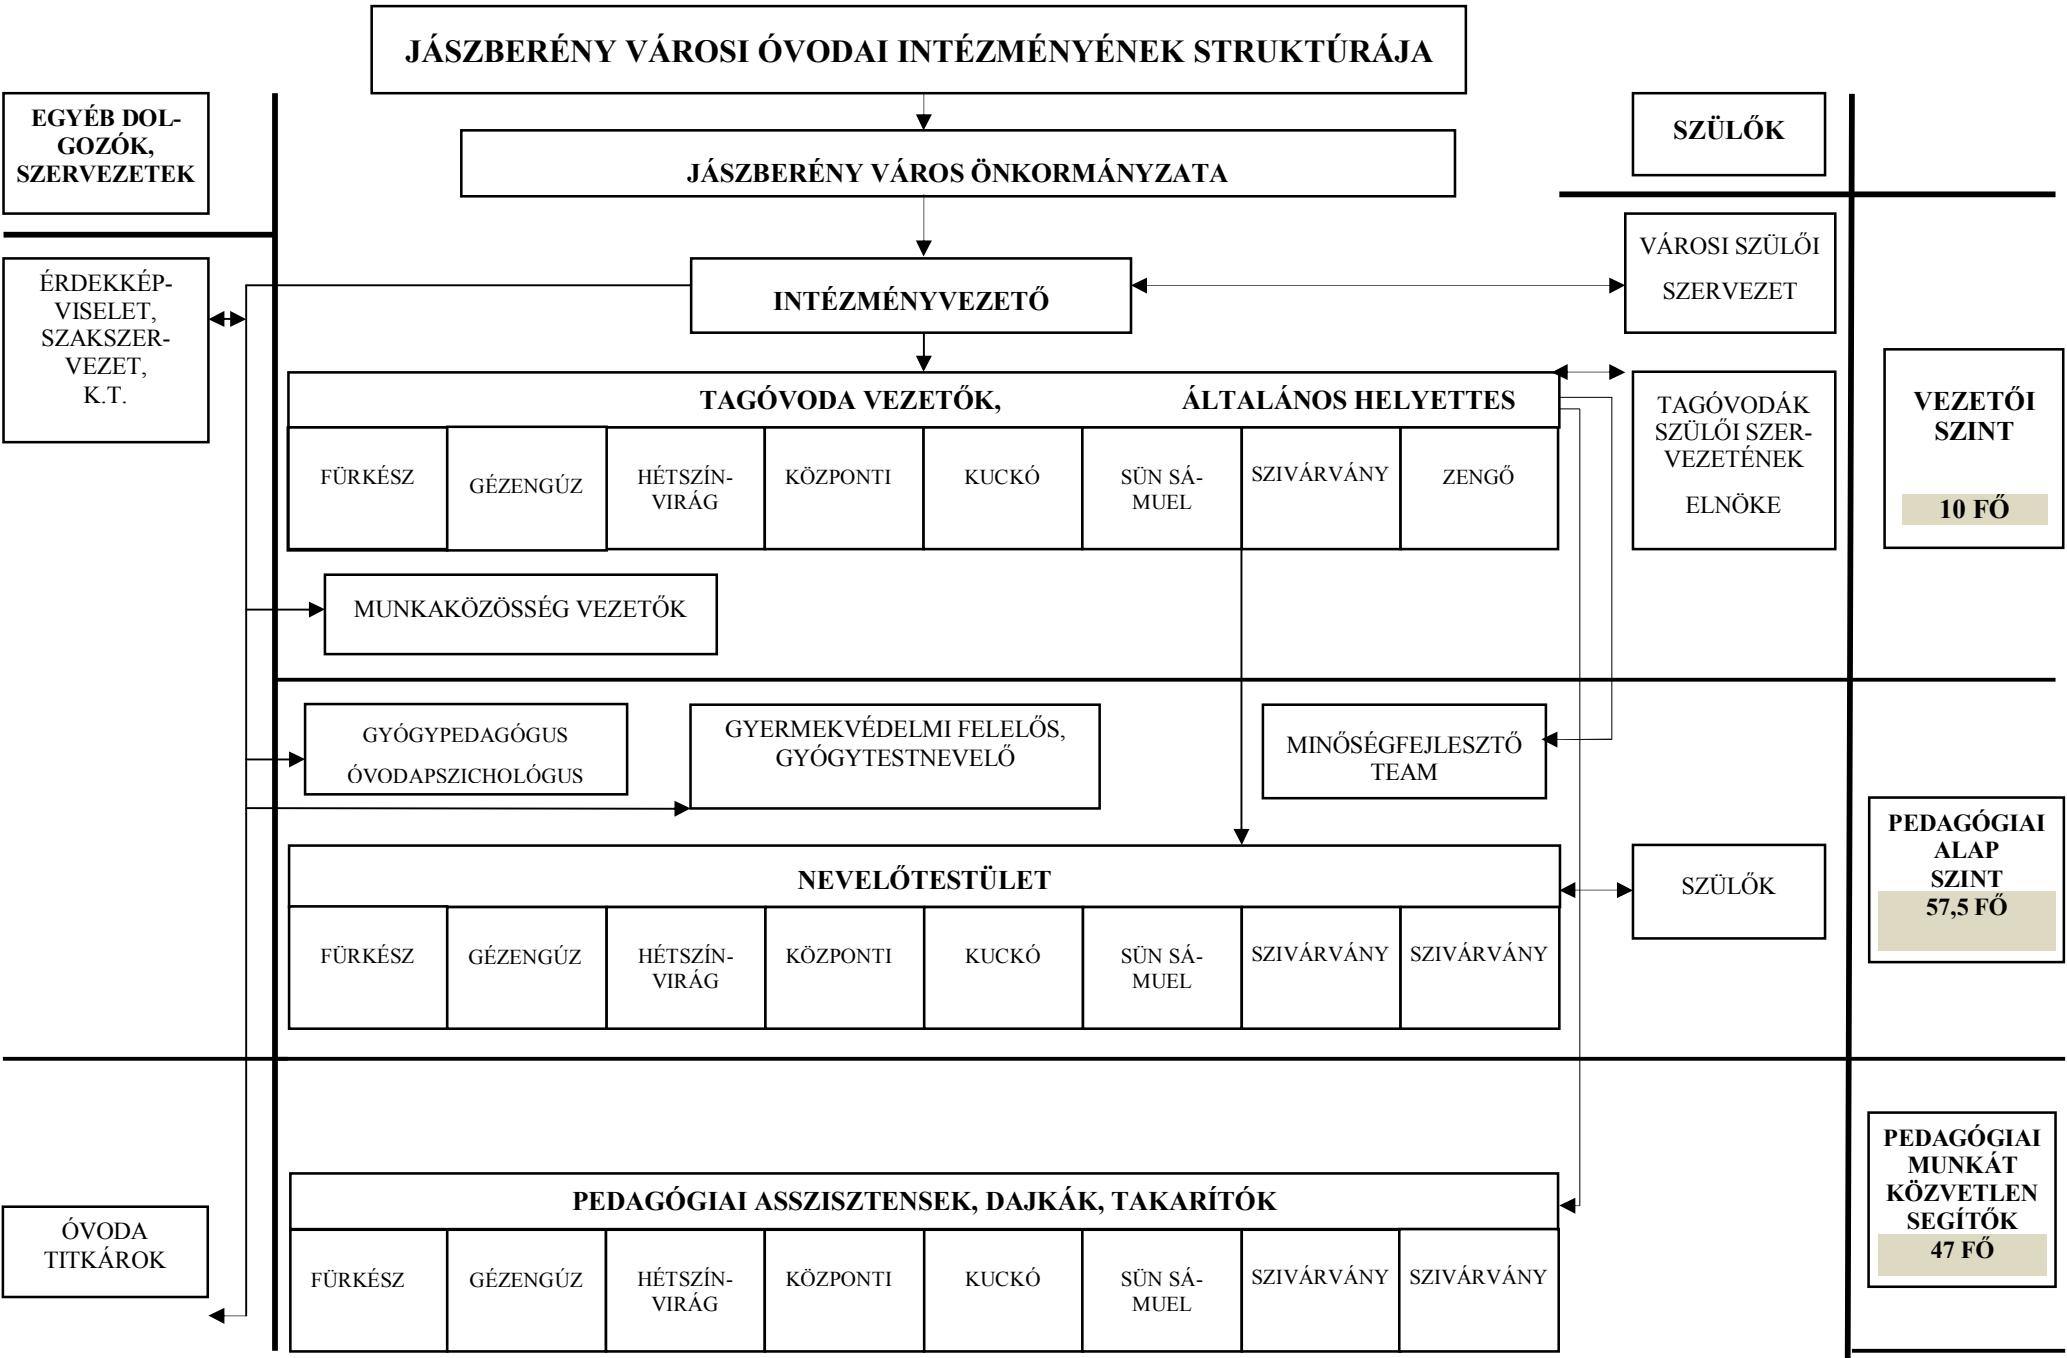 JÁSZBERÉNY VÁROSI ÓVODAI INTÉZMÉNYÉNEK STRUKTÚRÁJA
EGYÉB DOL-
GOZÓK,
SZERVEZETEK
JÁSZBERÉNY VÁROS ÖNKORMÁNYZATA
SZÜLŐK
ÉRDEKKÉP-
VISELET,
SZAKSZER-
VEZET,
K.T.
INTÉZMÉNYVEZETŐ
VÁROSI SZÜLŐI
SZERVEZET
TAGÓVODA VEZETŐK, ÁLTALÁNOS HELYETTES
FÜRKÉSZ
GÉZENGÚZ
HÉTSZÍN-
VIRÁG
KÖZPONTI
KUCKÓ
SÜN SÁ-
MUEL
SZIVÁRVÁNY
ZENGŐ
TAGÓVODÁK
SZÜLŐI SZER-
VEZETÉNEK
ELNÖKE
VEZETŐI
SZINT
10 FŐ
MUNKAKÖZÖSSÉG VEZETŐK
GYÓGYPEDAGÓGUS
ÓVODAPSZICHOLÓGUS
GYERMEKVÉDELMI FELELŐS,
GYÓGYTESTNEVELŐ
MINŐSÉGFEJLESZTŐ
TEAM
NEVELŐTESTÜLET
FÜRKÉSZ
GÉZENGÚZ
HÉTSZÍN-
VIRÁG
KÖZPONTI
KUCKÓ
SÜN SÁ-
MUEL
SZIVÁRVÁNY
SZIVÁRVÁNY
SZÜLŐK
PEDAGÓGIAI
ALAP
SZINT
57,5 FŐ
ÓVODA
TITKÁROK
PEDAGÓGIAI ASSZISZTENSEK, DAJKÁK, TAKARÍTÓK
FÜRKÉSZ
GÉZENGÚZ
HÉTSZÍN-
VIRÁG
KÖZPONTI
KUCKÓ
SÜN SÁ-
MUEL
SZIVÁRVÁNY
SZIVÁRVÁNY
PEDAGÓGIAI
MUNKÁT
KÖZVETLEN
SEGÍTŐK
47 FŐ